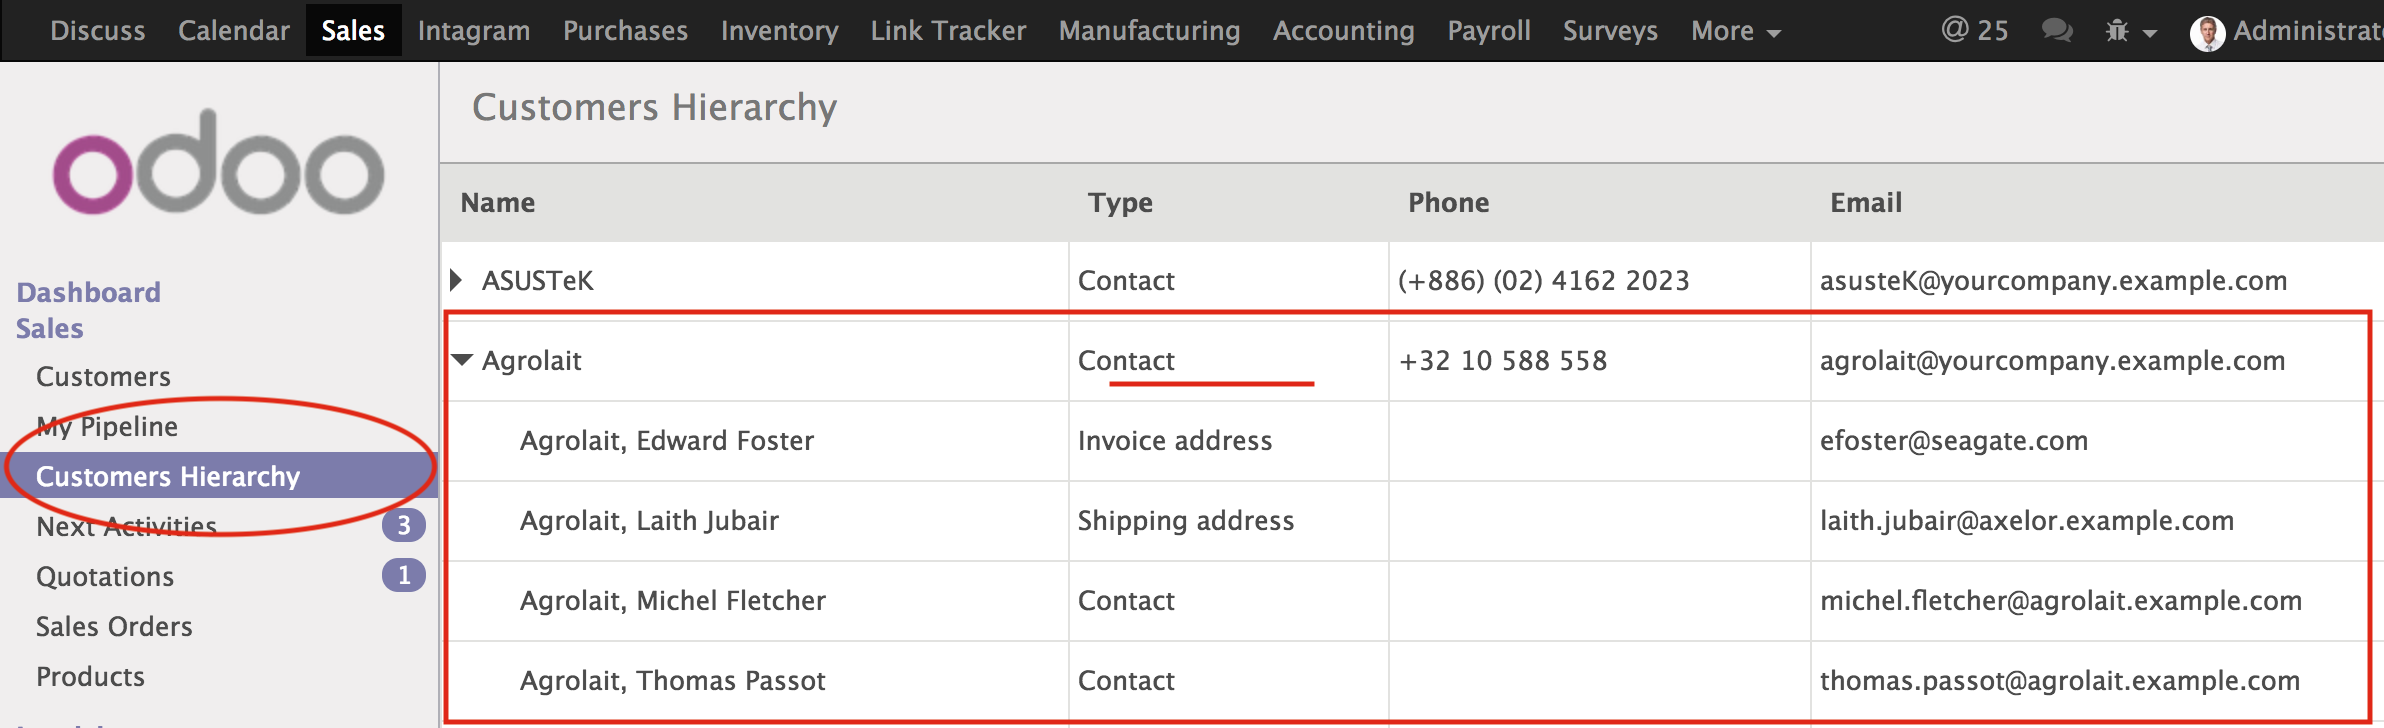 Discuss Calendar Sales Intagram Purchases Inventory Link Tracker Manufacturing Accounting Payroll Surveys More @ 25 Administrat
odoo
Dashboard
Sales
Customers
My Pipeline
Customers Hierarchy
Next Activities 3
Quotations 1
Sales Orders
Products
Customers Hierarchy
Name Type Phone Email
ASUSTeK Contact (+886) (02) 4162 2023 asusteK@yourcompany.example.com
Agrolait Contact +32 10 588 558 agrolait@yourcompany.example.com
Agrolait, Edward Foster Invoice address efoster@seagate.com
Agrolait, Laith Jubair Shipping address laith.jubair@axelor.example.com
Agrolait, Michel Fletcher Contact michel.fletcher@agrolait.example.com
Agrolait, Thomas Passot Contact thomas.passot@agrolait.example.com